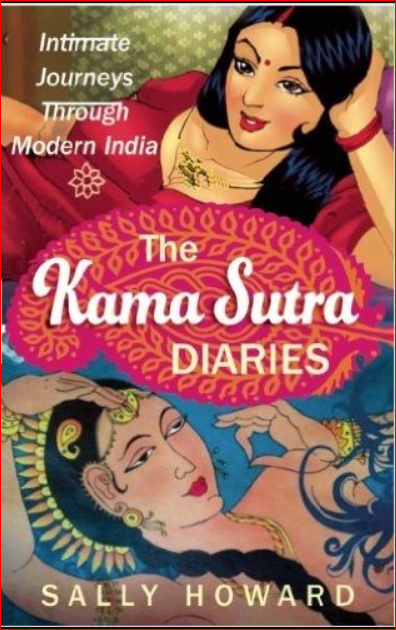 Intimate
Journeys
Through
Modern India
The
Kama Sutra
DIARIES
SALLY HOWARD